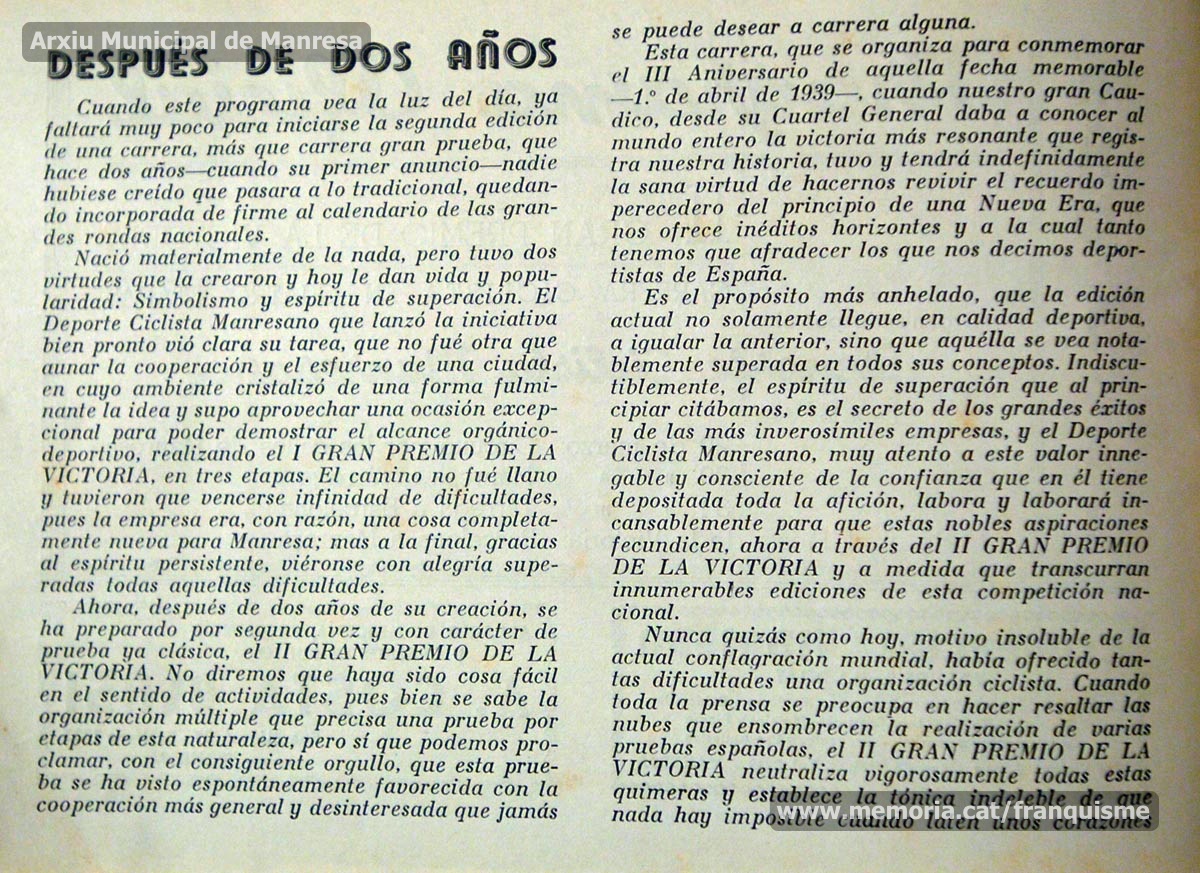 Arxiu Municipal de Manresa
DESPUÉS DE DOS AÑOS
Cuando este programa vea la luz del día, ya
faltará muy poco para iniciarse la segunda edición
de una carrera, más que carrera gran prueba, que
hace dos años—cuando su primer anuncio—nadie
hubiese creído que pasara a lo tradicional, quedan-
do incorporada de firme al calendario de las gran-
des rondas nacionales.
Nació materialmente de la nada, pero tuvo dos
virtudes que la crearon y hoy le dan vida y popu-
laridad: Simbolismo y espíritu de superación. El
Deporte Ciclista Manresano que lanzó la iniciativa
bien pronto vió clara su tarea, que no fué otra que
aunar la cooperación y el esfuerzo de una ciudad,
en cuyo ambiente cristalizó de una forma fulmi-
nante la idea y supo aprovechar una ocasión excep-
cional para poder demostrar el alcance orgánico-
deportivo, realizando el I GRAN PREMIO DE LA
VICTORIA, en tres etapas. El camino no fué llano
y tuvieron que vencerse infinidad de dificultades,
pues la empresa era, con razón, una cosa completa-
mente nueva para Manresa; mas a la final, gracias
al espíritu persistente, viéronse con alegría supe-
radas todas aquellas dificultades.
Ahora, después de dos años de su creación, se
ha preparado por segunda vez y con carácter de
prueba ya clásica, el II GRAN PREMIO DE LA
VICTORIA. No diremos que haya sido cosa fácil
en el sentido de actividades, pues bien se sabe la
organización múltiple que precisa una prueba por
etapas de esta naturaleza, pero sí que podemos pro-
clamar, con el consiguiente orgullo, que esta prue-
ba se ha visto espontáneamente favorecida con la
cooperación más general y desinteresada que jamás
se puede desear a carrera alguna.
Esta carrera, que se organiza para conmemorar
el III Aniversario de aquella fecha memorable
—1.º de abril de 1939—, cuando nuestro gran Cau-
dico, desde su Cuartel General daba a conocer al
mundo entero la victoria más resonante que regis-
tra nuestra historia, tuvo y tendrá indefinidamente
la sana virtud de hacernos revivir el recuerdo im-
perecedero del principio de una Nueva Era, que
nos ofrece inéditos horizontes y a la cual tanto
tenemos que afradecer los que nos decimos depor-
tistas de España.
Es el propósito más anhelado, que la edición
actual no solamente llegue, en calidad deportiva,
a igualar la anterior, sino que aquélla se vea nota-
blemente superada en todos sus conceptos. Indiscu-
tiblemente, el espíritu de superación que al prin-
cipiar citábamos, es el secreto de los grandes éxitos
y de las más inverosímiles empresas, y el Deporte
Ciclista Manresano, muy atento a este valor inne-
gable y consciente de la confianza que en él tiene
depositada toda la afición, labora y laborará in-
cansablemente para que estas nobles aspiraciones
fecundicen, ahora a través del II GRAN PREMIO
DE LA VICTORIA y a medida que transcurran
innumerables ediciones de esta competición na-
cional.
Nunca quizás como hoy, motivo insoluble de la
actual conflagración mundial, había ofrecido tan-
tas dificultades una organización ciclista. Cuando
toda la prensa se preocupa en hacer resaltar las
nubes que ensombrecen la realización de varias
pruebas españolas, el II GRAN PREMIO DE LA
VICTORIA neutraliza vigorosamente todas estas
quimeras y establece la tónica indeleble de que
nada hay imposible cuando laten unos corazones
www.memoria.cat/franquisme